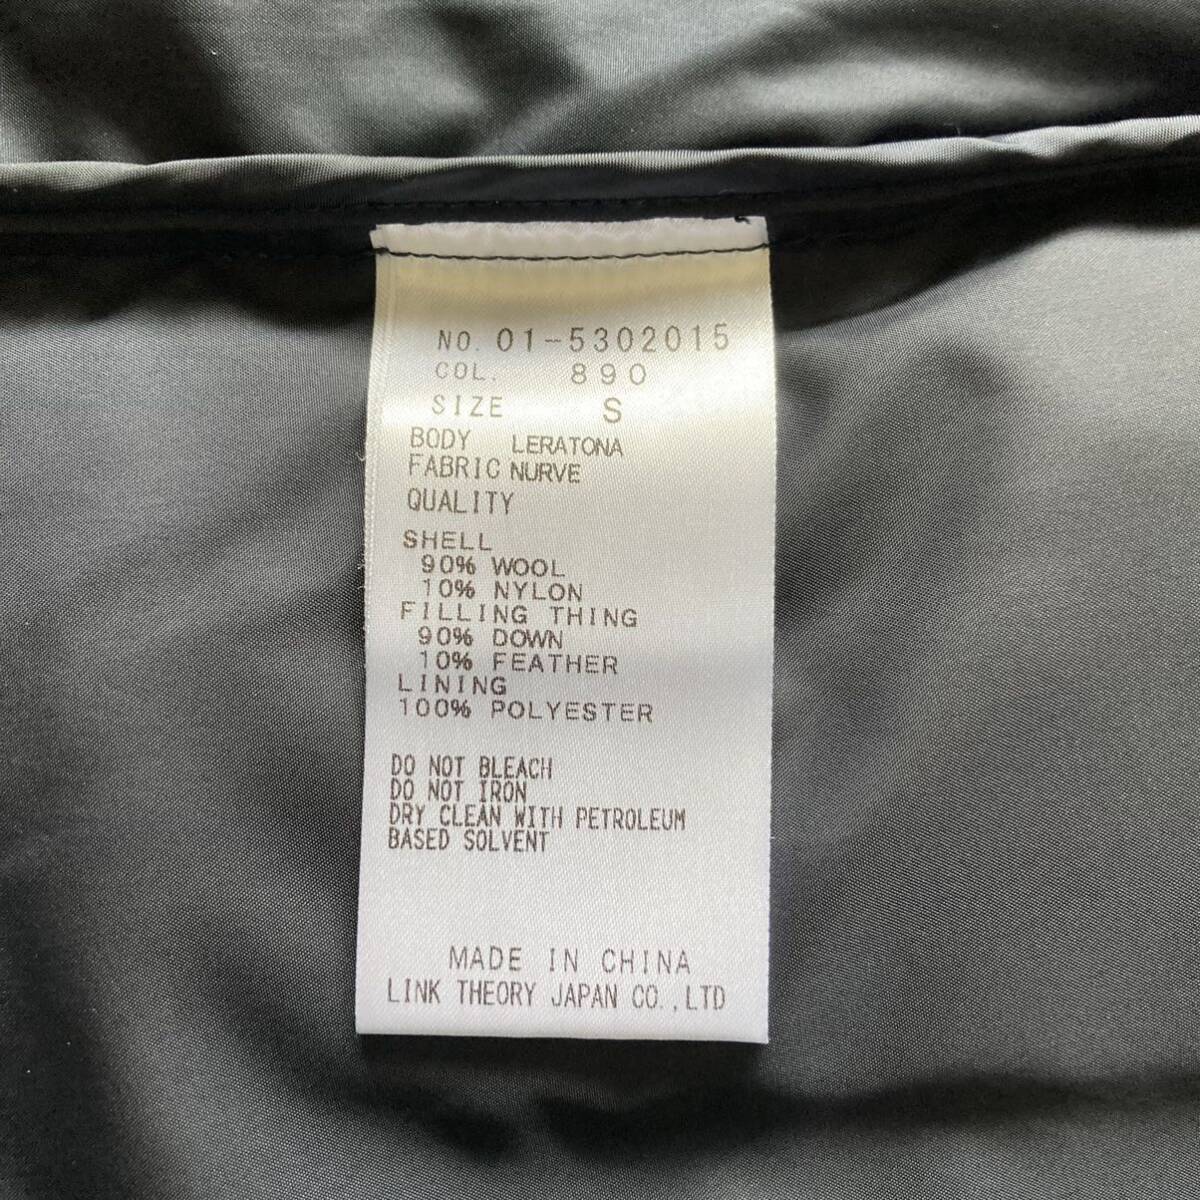 NO. 01-5302015
COL. 890
SIZE S
BODY LERATONA
FABRIC NURVE
QUALITY
SHELL
90% WOOL
10% NYLON
FILLING THING
90% DOWN
10% FEATHER
LINING
100% POLYESTER
DO NOT BLEACH
DO NOT IRON
DRY CLEAN WITH PETROLEUM
BASED SOLVENT
MADE IN CHINA
LINK THEORY JAPAN CO.,LTD